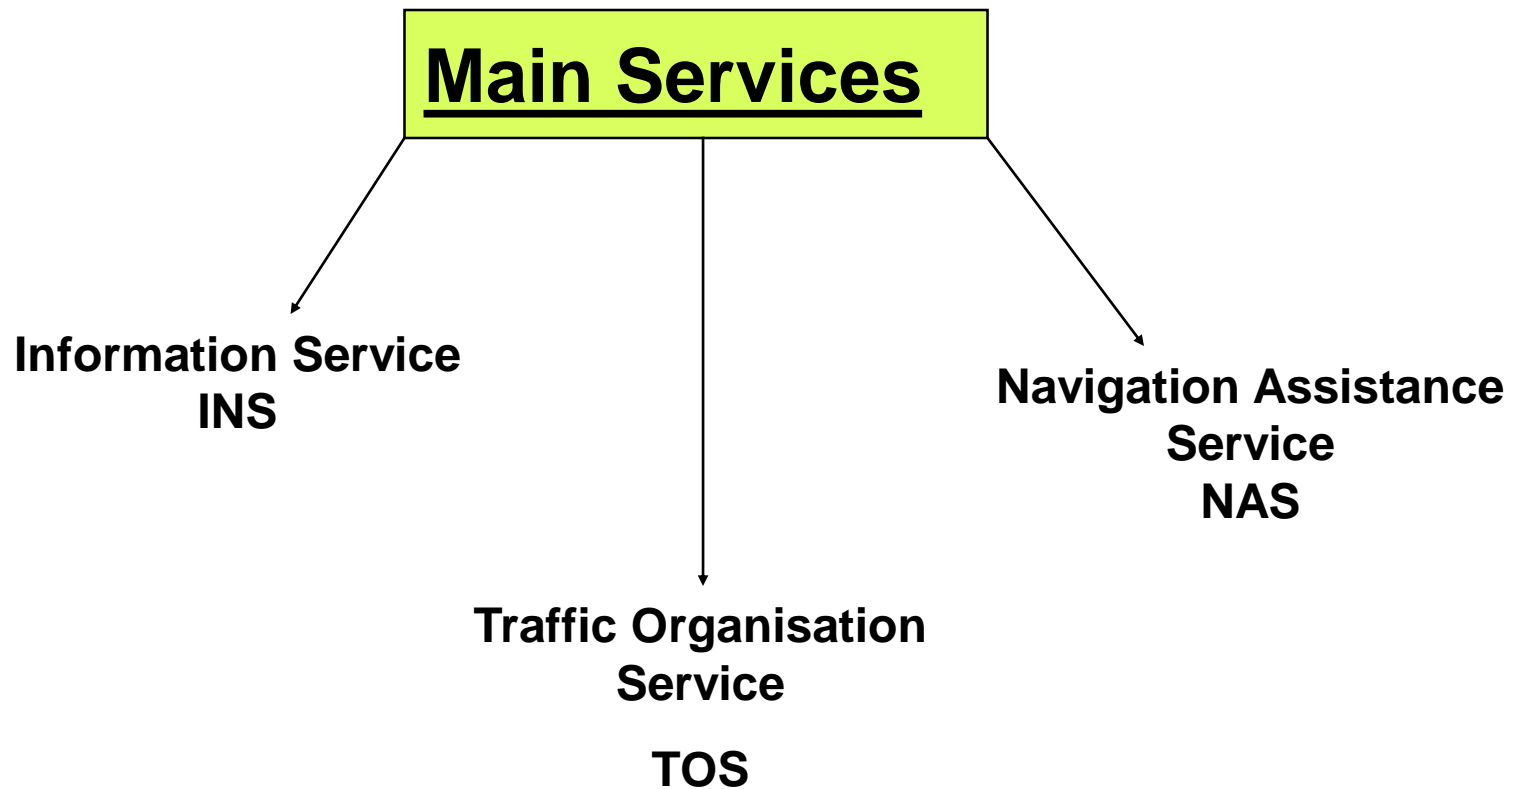 Main Services
Information Service
INS
Navigation Assistance
Service
NAS
Traffic Organisation
Service
TOS